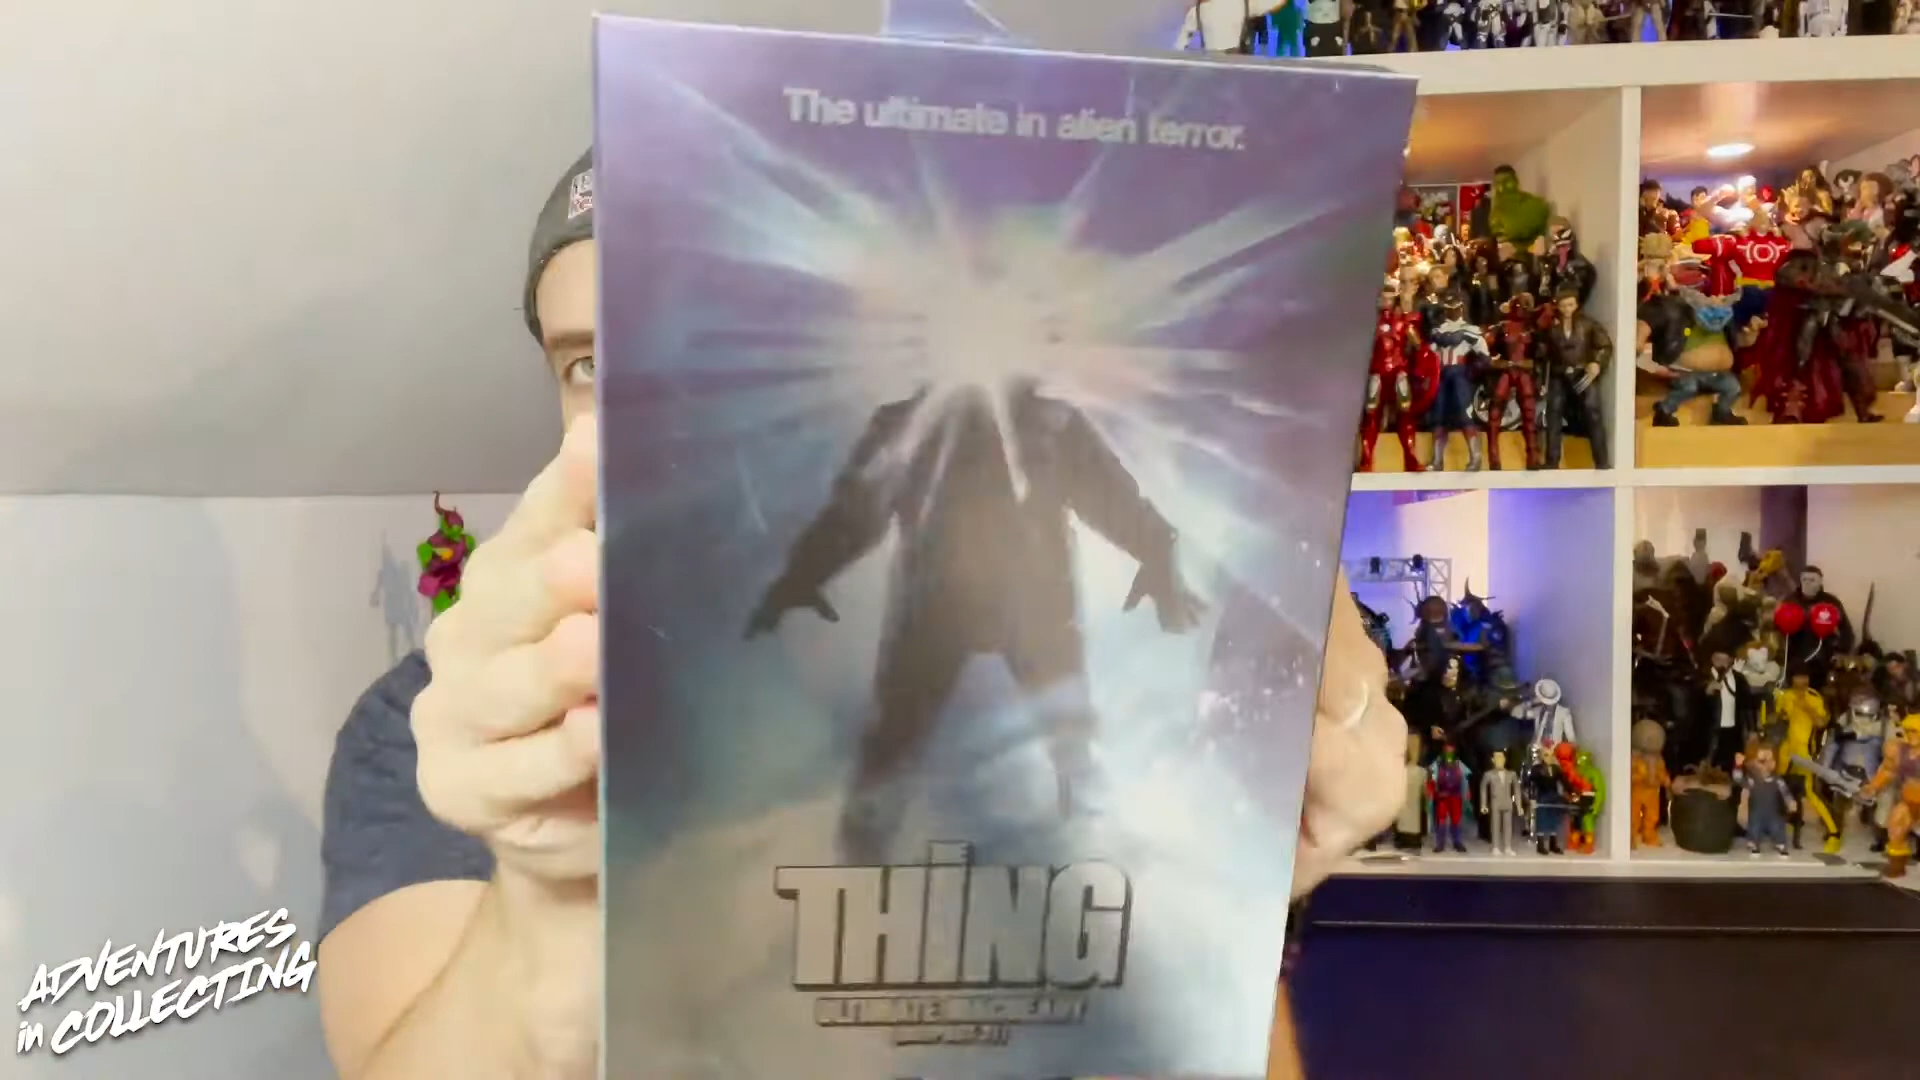 The ultimate in alien terror.
THING
ADVENTURES
in COLLECTING